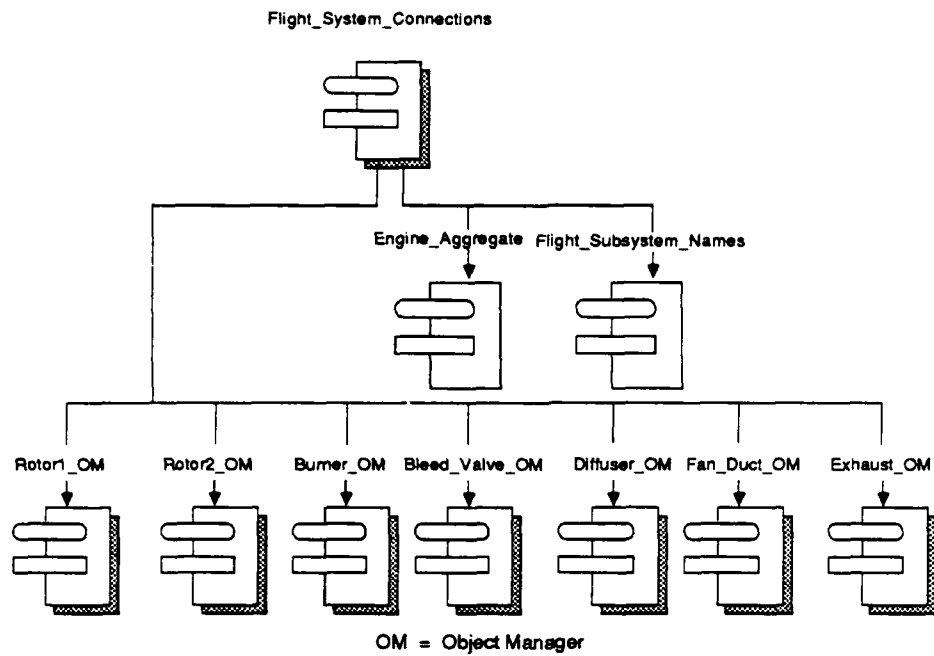 Flight_System_Connections
Engine_Aggregate Flight_Subsystem_Names
Rotor1_OM Rotor2_OM Burner_OM Bleed_Valve_OM Diffuser_OM Fan_Duct_OM Exhaust_OM
OM = Object Manager